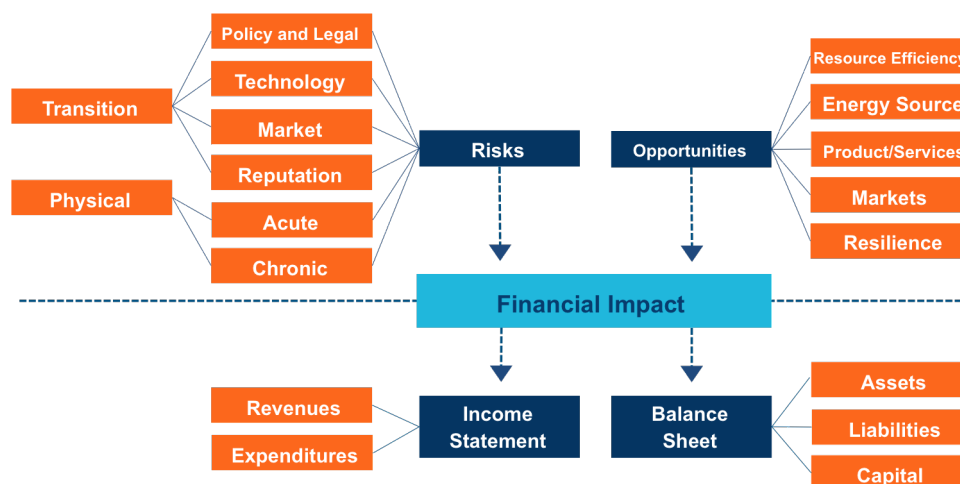 Policy and Legal
Technology
Transition
Market
Reputation
Physical
Acute
Chronic
Risks
Opportunities
Resource Efficiency
Energy Source
Product/Services
Markets
Resilience
Financial Impact
Revenues
Expenditures
Income
Statement
Balance
Sheet
Assets
Liabilities
Capital